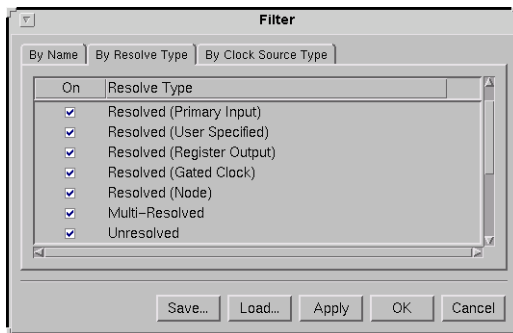 Filter
By Name By Resolve Type By Clock Source Type
On Resolve Type
Resolved (Primary Input)
Resolved (User Specified)
Resolved (Register Output)
Resolved (Gated Clock)
Resolved (Node)
Multi-Resolved
Unresolved
Save... Load... Apply OK Cancel